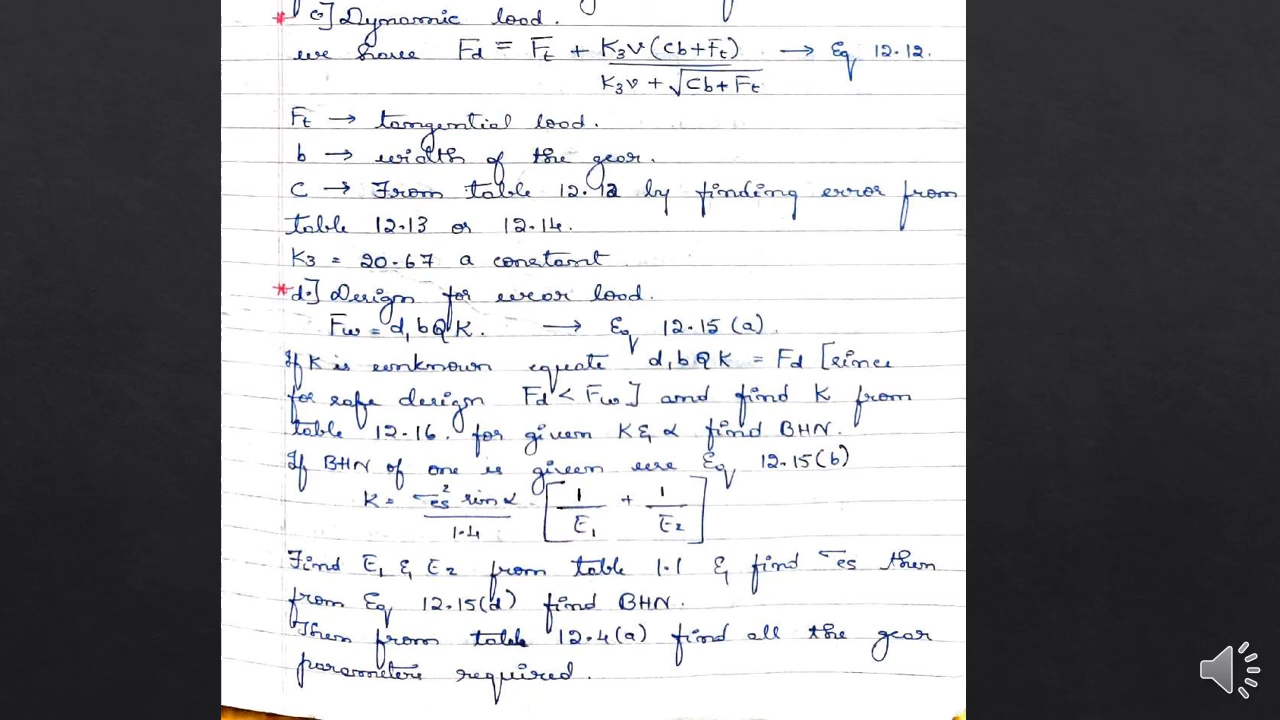 c] Dynamic load.
we have Fd = Ft + K3v(Cb+Ft) / K3v + √Cb+Ft → Eq 12.12.
Ft → tangential load.
b → width of the gear.
C → From table 12.12 by finding error from
table 12.13 or 12.14.
K3 = 20.67 a constant
d.] Design for wear load.
Fw = d1bQK. → Eq 12.15(a).
If K is unknown equate d1bQK = Fd [since
for safe design Fd < Fw] and find K from
table 12.16. for given K & α find BHN.
If BHN of one is given use Eq 12.15(b)
K = σes² sin α / 1.4 [1/E1 + 1/E2]
Find E1 & E2 from table 1.1 & find σes then
from Eq 12.15(d) find BHN.
Then from table 12.4(a) find all the gear
parameters required.